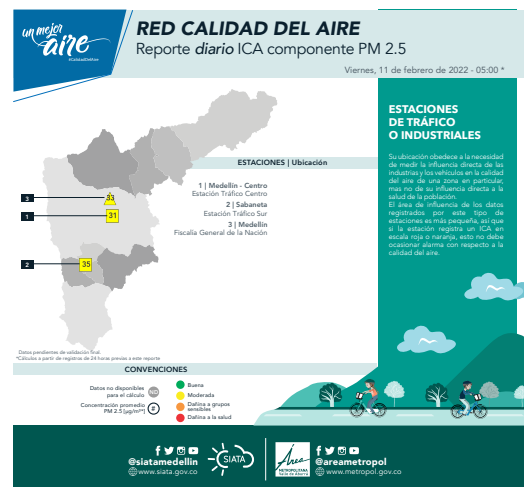 un mejor
aire
#CalidadDelAire
RED CALIDAD DEL AIRE
Reporte diario ICA componente PM 2.5
Viernes, 11 de febrero de 2022 - 05:00 *
ESTACIONES | Ubicación
1 | Medellín - Centro
Estación Tráfico Centro
2 | Sabaneta
Estación Tráfico Sur
3 | Medellín
Fiscalía General de la Nación
3
33
1
31
2
35
ESTACIONES
DE TRÁFICO
O INDUSTRIALES
Su ubicación obedece a la necesidad
de medir la influencia directa de las
industrias y los vehículos en la calidad
del aire de una zona en particular,
mas no de su influencia directa a la
salud de la población.
El área de influencia de los datos
registrados por este tipo de
estaciones es más pequeña, así que
si la estación registra un ICA en
escala roja o naranja, esto no debe
ocasionar alarma con respecto a la
calidad del aire.
Datos pendientes de validación final.
*Cálculos a partir de registros de 24 horas previas a este reporte
CONVENCIONES
Datos no disponibles
para el cálculo
Concentración promedio
PM 2.5 [µg/m³]
#
Buena
Moderada
Dañina a grupos
sensibles
Dañina a la salud
@siatamedellin
www.siata.gov.co
SIATA
Área
METROPOLITANA
Valle de Aburrá
@areametropol
www.metropol.gov.co